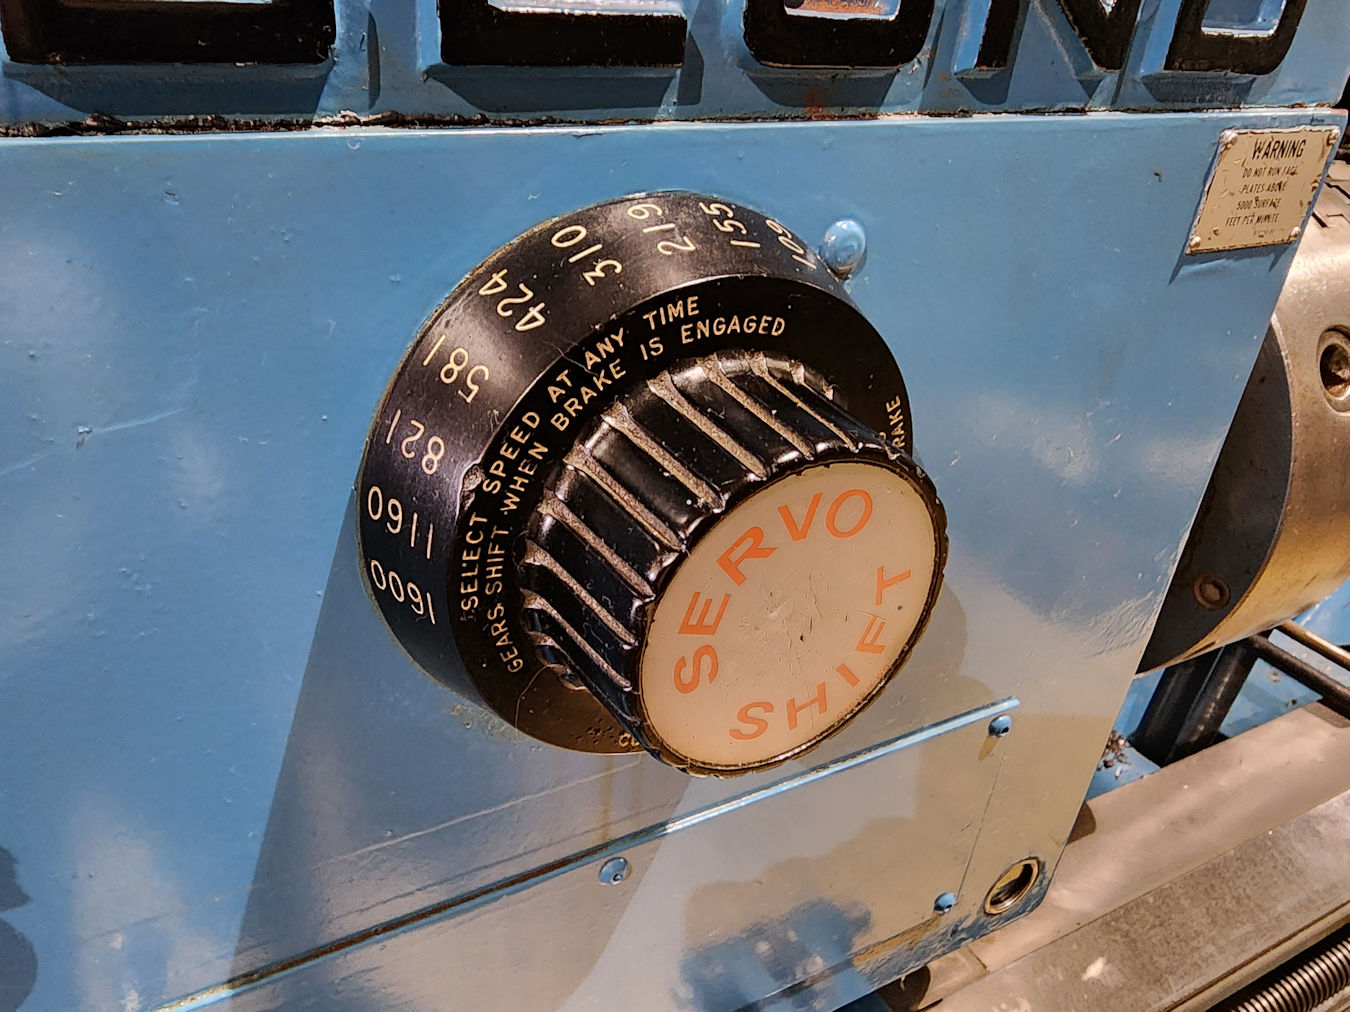 WARNING
DO NOT RUN FACE
PLATES ABOVE
5000 SURFACE
FEET PER MINUTE
109
155
219
310
424
581
821
1160
1600
SELECT SPEED AT ANY TIME
GEARS SHIFT WHEN BRAKE IS ENGAGED
SERVO
SHIFT